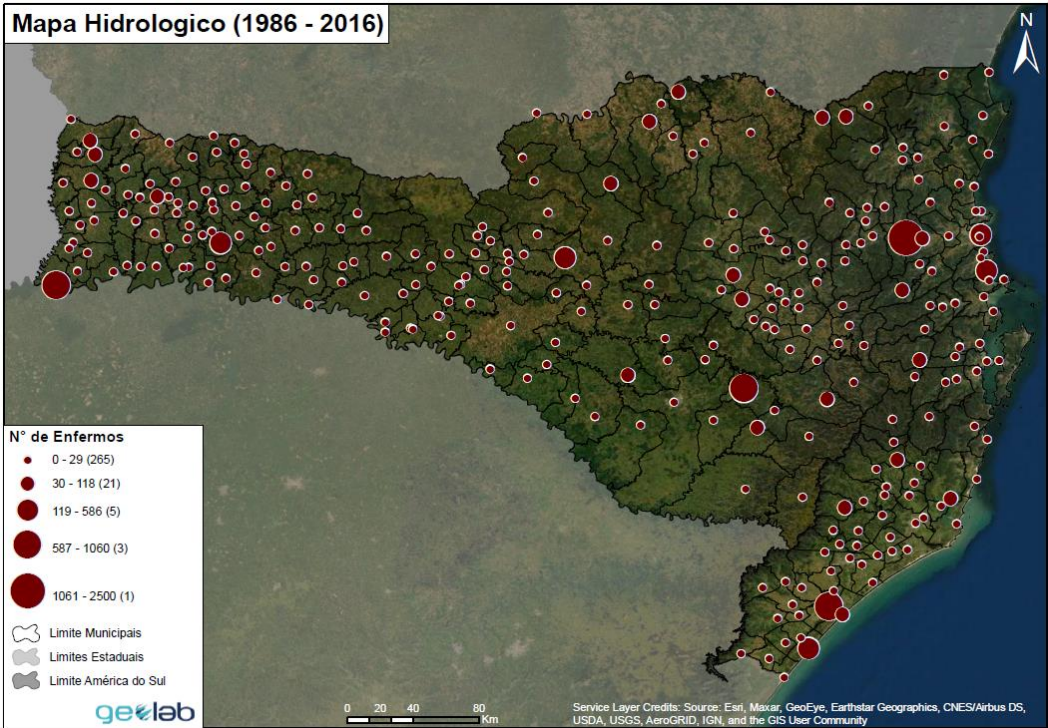 Mapa Hidrologico (1986 - 2016)
N
N° de Enfermos
0 - 29 (265)
30 - 118 (21)
119 - 586 (5)
587 - 1060 (3)
1061 - 2500 (1)
Limite Municipais
Limites Estaduais
Limite América do Sul
geolab
0 20 40 80
Km
Service Layer Credits: Source: Esri, Maxar, GeoEye, Earthstar Geographics, CNES/Airbus DS,
USDA, USGS, AeroGRID, IGN, and the GIS User Community